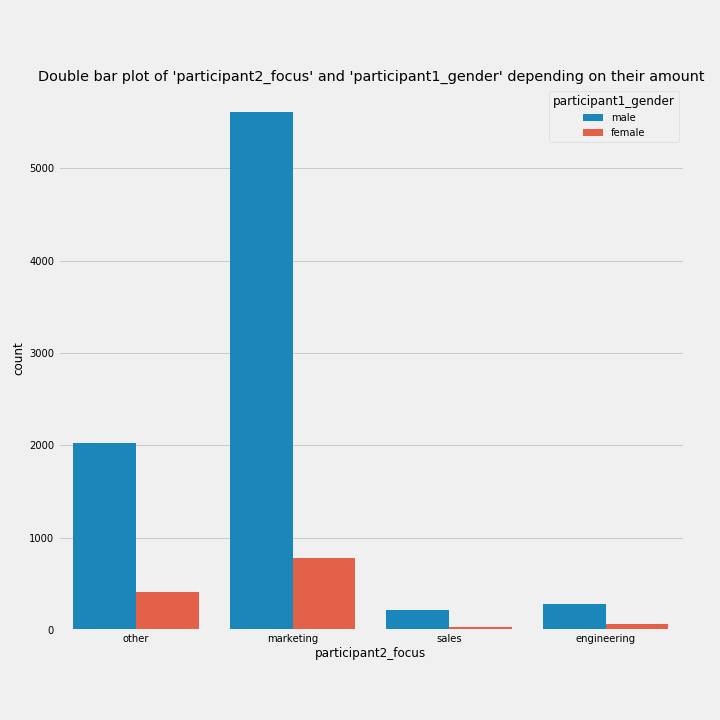 Double bar plot of 'participant2_focus' and 'participant1_gender' depending on their amount
participant1_gender
male
female
5000
4000
3000
2000
1000
0
count
other marketing sales engineering
participant2_focus